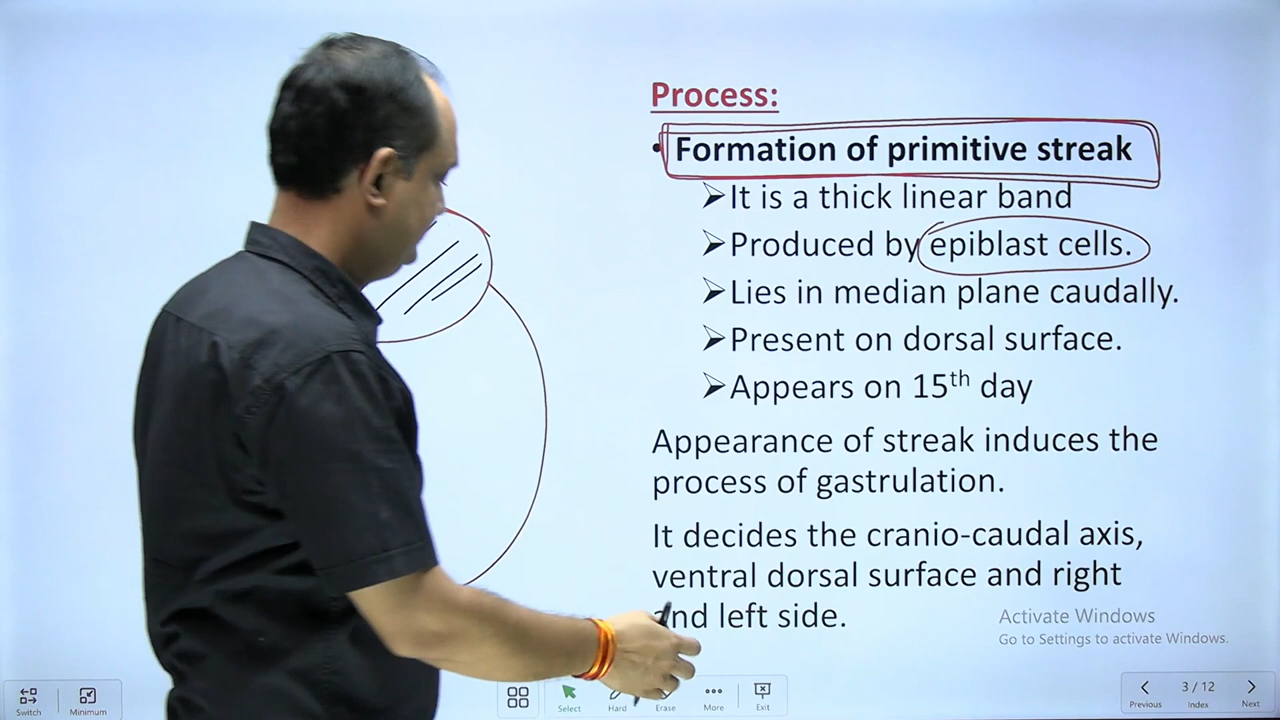 Process:
• Formation of primitive streak
➢It is a thick linear band
➢Produced by epiblast cells.
➢Lies in median plane caudally.
➢Present on dorsal surface.
➢Appears on 15th day
Appearance of streak induces the
process of gastrulation.
It decides the cranio-caudal axis,
ventral dorsal surface and right
and left side.
Activate Windows
Go to Settings to activate Windows.
Switch
Minimum
Select
Hard
Erase
More
Exit
Previous
3 / 12
Index
Next